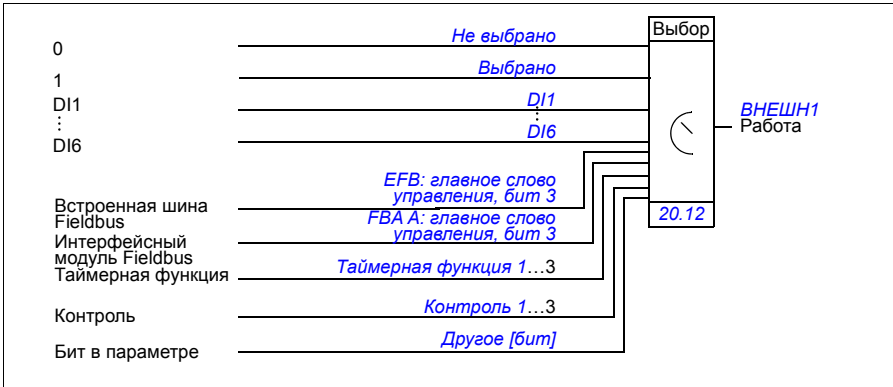 0 Не выбрано Выбор
1 Выбрано
DI1 DI1
⋮ ⋮ ВНЕШН1
DI6 DI6 Работа
EFB: главное слово
Встроенная шина управления, бит 3
Fieldbus FBA A: главное слово 20.12
Интерфейсный управления, бит 3
модуль Fieldbus
Таймерная функция Таймерная функция 1…3
Контроль Контроль 1…3
Бит в параметре Другое [бит]